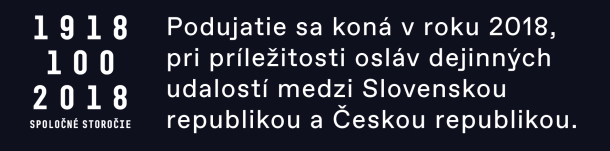 1918
100
2018
SPOLOČNÉ STOROČIE
Podujatie sa koná v roku 2018,
pri príležitosti osláv dejinných
udalostí medzi Slovenskou
republikou a Českou republikou.